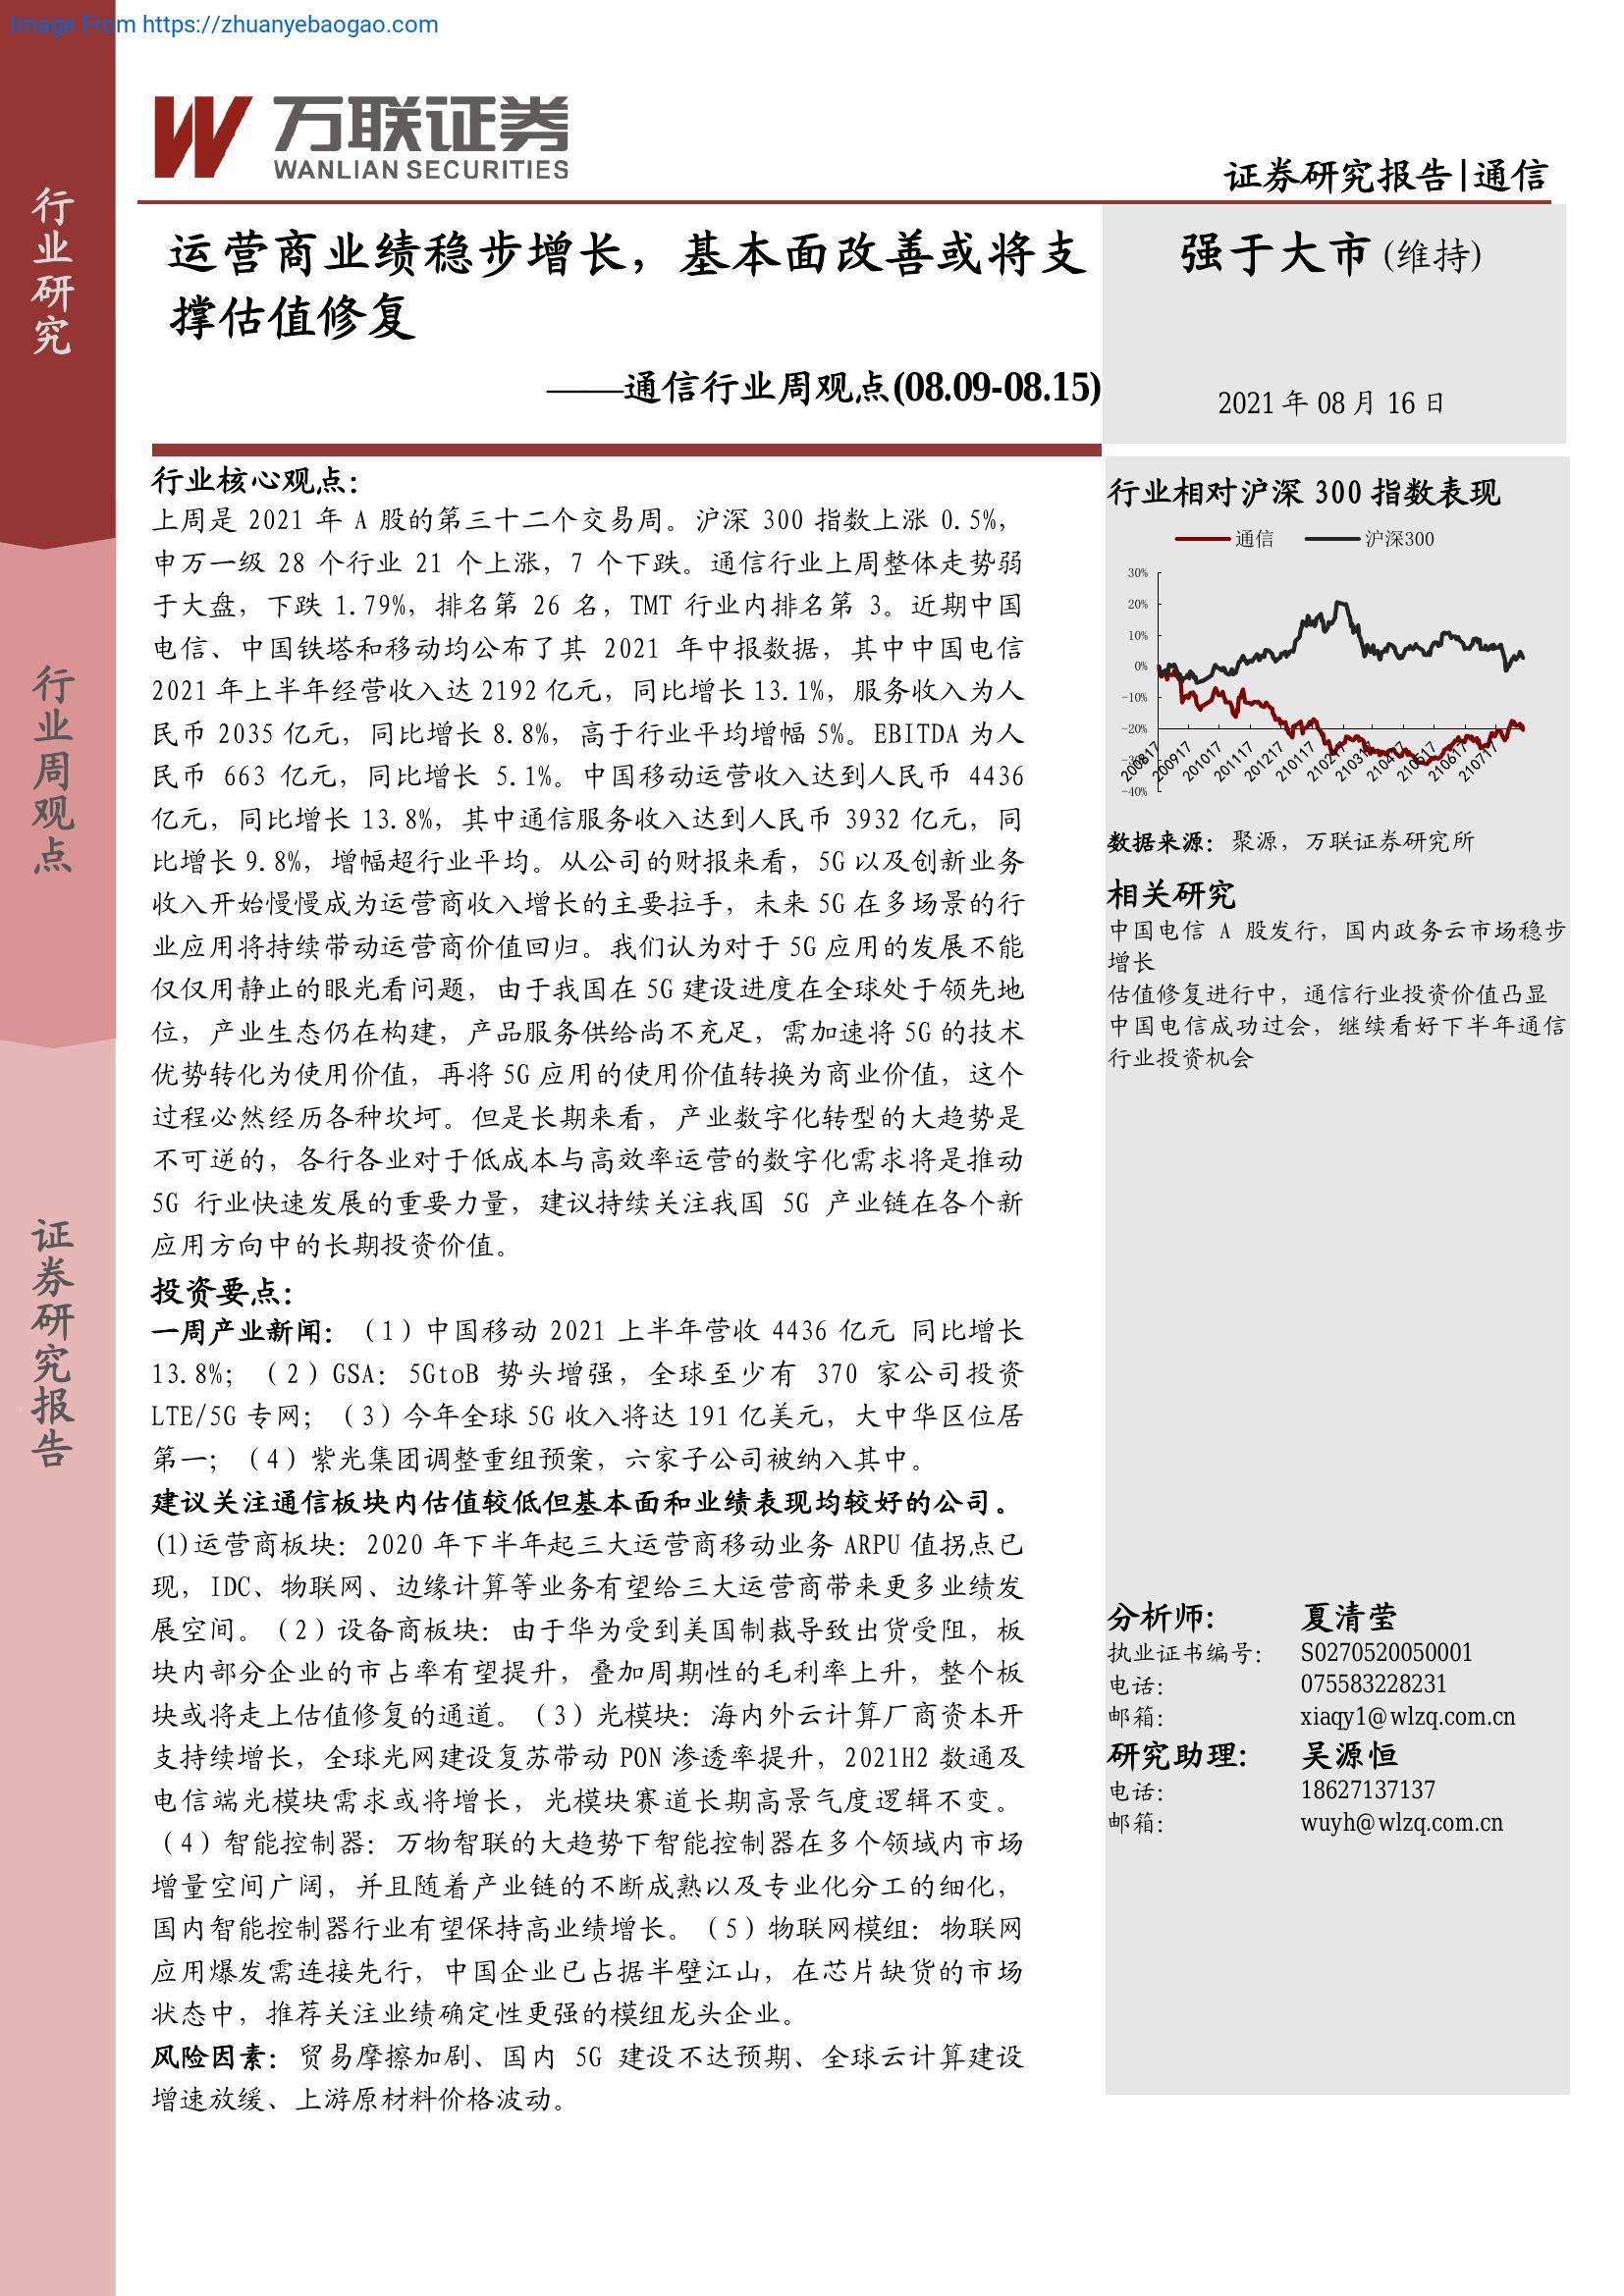 Image From https://zhuanyebaogao.com
万联证券
WANLIAN SECURITIES
证券研究报告|通信
行业研究
行业周观点
证券研究报告
运营商业绩稳步增长，基本面改善或将支
撑估值修复
——通信行业周观点(08.09-08.15)
强于大市 (维持)
2021 年 08 月 16 日
行业核心观点：
上周是 2021 年 A 股的第三十二个交易周。沪深 300 指数上涨 0.5%，
申万一级 28 个行业 21 个上涨，7 个下跌。通信行业上周整体走势弱
于大盘，下跌 1.79%，排名第 26 名，TMT 行业内排名第 3。近期中国
电信、中国铁塔和移动均公布了其 2021 年中报数据，其中中国电信
2021 年上半年经营收入达 2192 亿元，同比增长 13.1%，服务收入为人
民币 2035 亿元，同比增长 8.8%，高于行业平均增幅 5%。EBITDA 为人
民币 663 亿元，同比增长 5.1%。中国移动运营收入达到人民币 4436
亿元，同比增长 13.8%，其中通信服务收入达到人民币 3932 亿元，同
比增长 9.8%，增幅超行业平均。从公司的财报来看，5G 以及创新业务
收入开始慢慢成为运营商收入增长的主要拉手，未来 5G 在多场景的行
业应用将持续带动运营商价值回归。我们认为对于 5G 应用的发展不能
仅仅用静止的眼光看问题，由于我国在 5G 建设进度在全球处于领先地
位，产业生态仍在构建，产品服务供给尚不充足，需加速将 5G 的技术
优势转化为使用价值，再将 5G 应用的使用价值转换为商业价值，这个
过程必然经历各种坎坷。但是长期来看，产业数字化转型的大趋势是
不可逆的，各行各业对于低成本与高效率运营的数字化需求将是推动
5G 行业快速发展的重要力量，建议持续关注我国 5G 产业链在各个新
应用方向中的长期投资价值。
投资要点：
一周产业新闻：（1）中国移动 2021 上半年营收 4436 亿元 同比增长
13.8%；（2）GSA：5GtoB 势头增强，全球至少有 370 家公司投资
LTE/5G 专网；（3）今年全球 5G 收入将达 191 亿美元，大中华区位居
第一；（4）紫光集团调整重组预案，六家子公司被纳入其中。
建议关注通信板块内估值较低但基本面和业绩表现均较好的公司。
(1)运营商板块：2020 年下半年起三大运营商移动业务 ARPU 值拐点已
现，IDC、物联网、边缘计算等业务有望给三大运营商带来更多业绩发
展空间。（2）设备商板块：由于华为受到美国制裁导致出货受阻，板
块内部分企业的市占率有望提升，叠加周期性的毛利率上升，整个板
块或将走上估值修复的通道。（3）光模块：海内外云计算厂商资本开
支持续增长，全球光网建设复苏带动 PON 渗透率提升，2021H2 数通及
电信端光模块需求或将增长，光模块赛道长期高景气度逻辑不变。
（4）智能控制器：万物智联的大趋势下智能控制器在多个领域内市场
增量空间广阔，并且随着产业链的不断成熟以及专业化分工的细化，
国内智能控制器行业有望保持高业绩增长。（5）物联网模组：物联网
应用爆发需连接先行，中国企业已占据半壁江山，在芯片缺货的市场
状态中，推荐关注业绩确定性更强的模组龙头企业。
风险因素：贸易摩擦加剧、国内 5G 建设不达预期、全球云计算建设
增速放缓、上游原材料价格波动。
行业相对沪深 300 指数表现
通信 沪深300
30%
20%
10%
0%
-10%
-20%
-30%
-40%
200817 200917 201017 201117 201217 210117 210217 210317 210417 210517 210617 210717
数据来源：聚源，万联证券研究所
相关研究
中国电信 A 股发行，国内政务云市场稳步
增长
估值修复进行中，通信行业投资价值凸显
中国电信成功过会，继续看好下半年通信
行业投资机会
分析师： 夏清莹
执业证书编号： S0270520050001
电话： 075583228231
邮箱： xiaqy1@wlzq.com.cn
研究助理： 吴源恒
电话： 18627137137
邮箱： wuyh@wlzq.com.cn